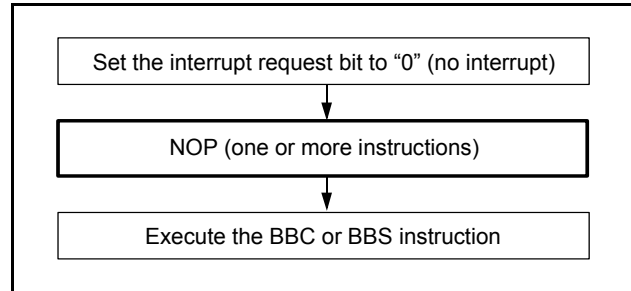 Set the interrupt request bit to “0” (no interrupt)
NOP (one or more instructions)
Execute the BBC or BBS instruction